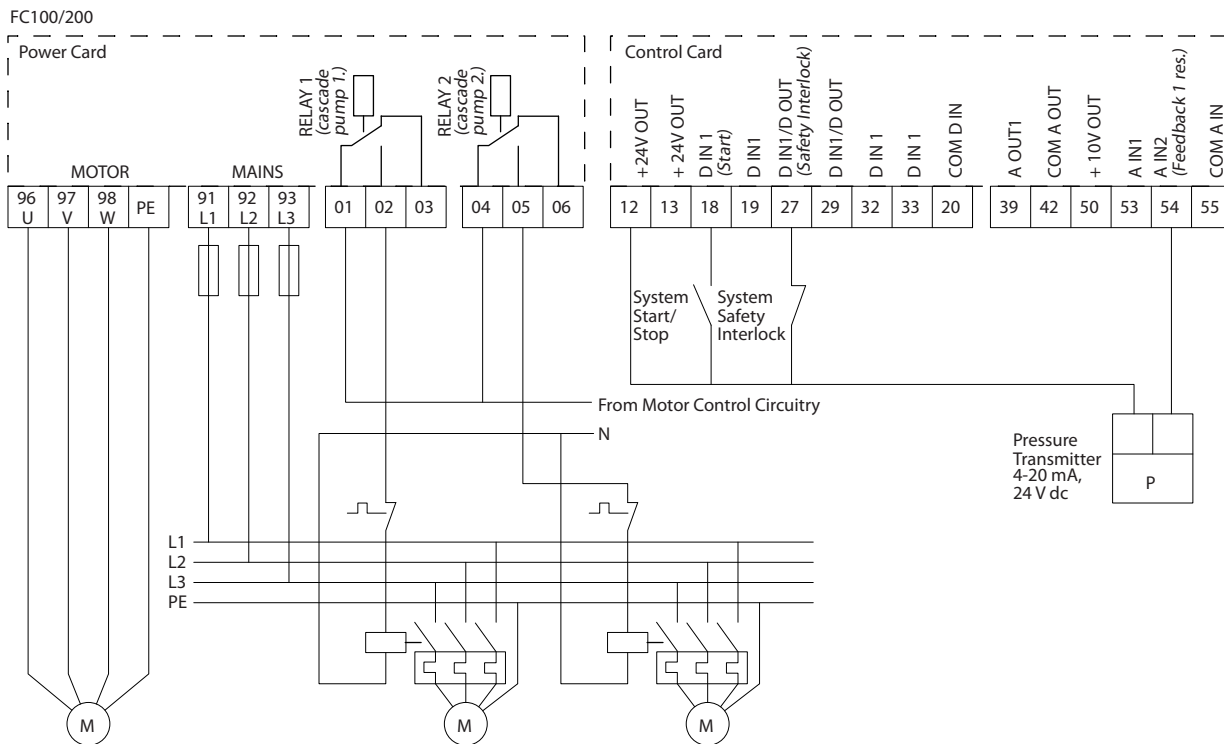 FC100/200
Power Card
Control Card
RELAY 1
(cascade
pump 1.)
RELAY 2
(cascade
pump 2.)
+24V OUT
+ 24V OUT
D IN 1
(Start)
D IN1
D IN1/D OUT
(Safety Interlock)
D IN1/D OUT
D IN 1
D IN 1
COM D IN
A OUT1
COM A OUT
+ 10V OUT
A IN1
A IN2
(Feedback 1 res.)
COM A IN
MOTOR
MAINS
96 97 98 PE
U V W
91 92 93
L1 L2 L3
01 02 03
04 05 06
12 13 18 19 27 29 32 33 20
39 42 50 53 54 55
System
Start/
Stop
System
Safety
Interlock
From Motor Control Circuitry
N
Pressure
Transmitter
4-20 mA,
24 V dc
P
L1
L2
L3
PE
M
M
M